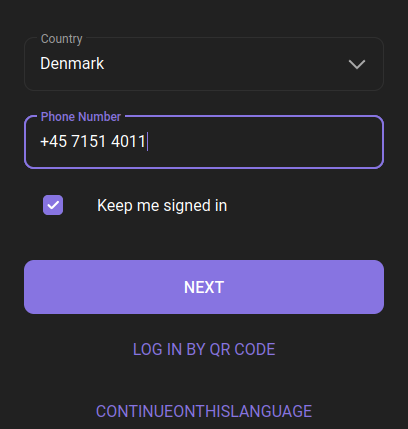 Country
Denmark
Phone Number
+45 7151 4011
Keep me signed in
NEXT
LOG IN BY QR CODE
CONTINUEONTHISLANGUAGE